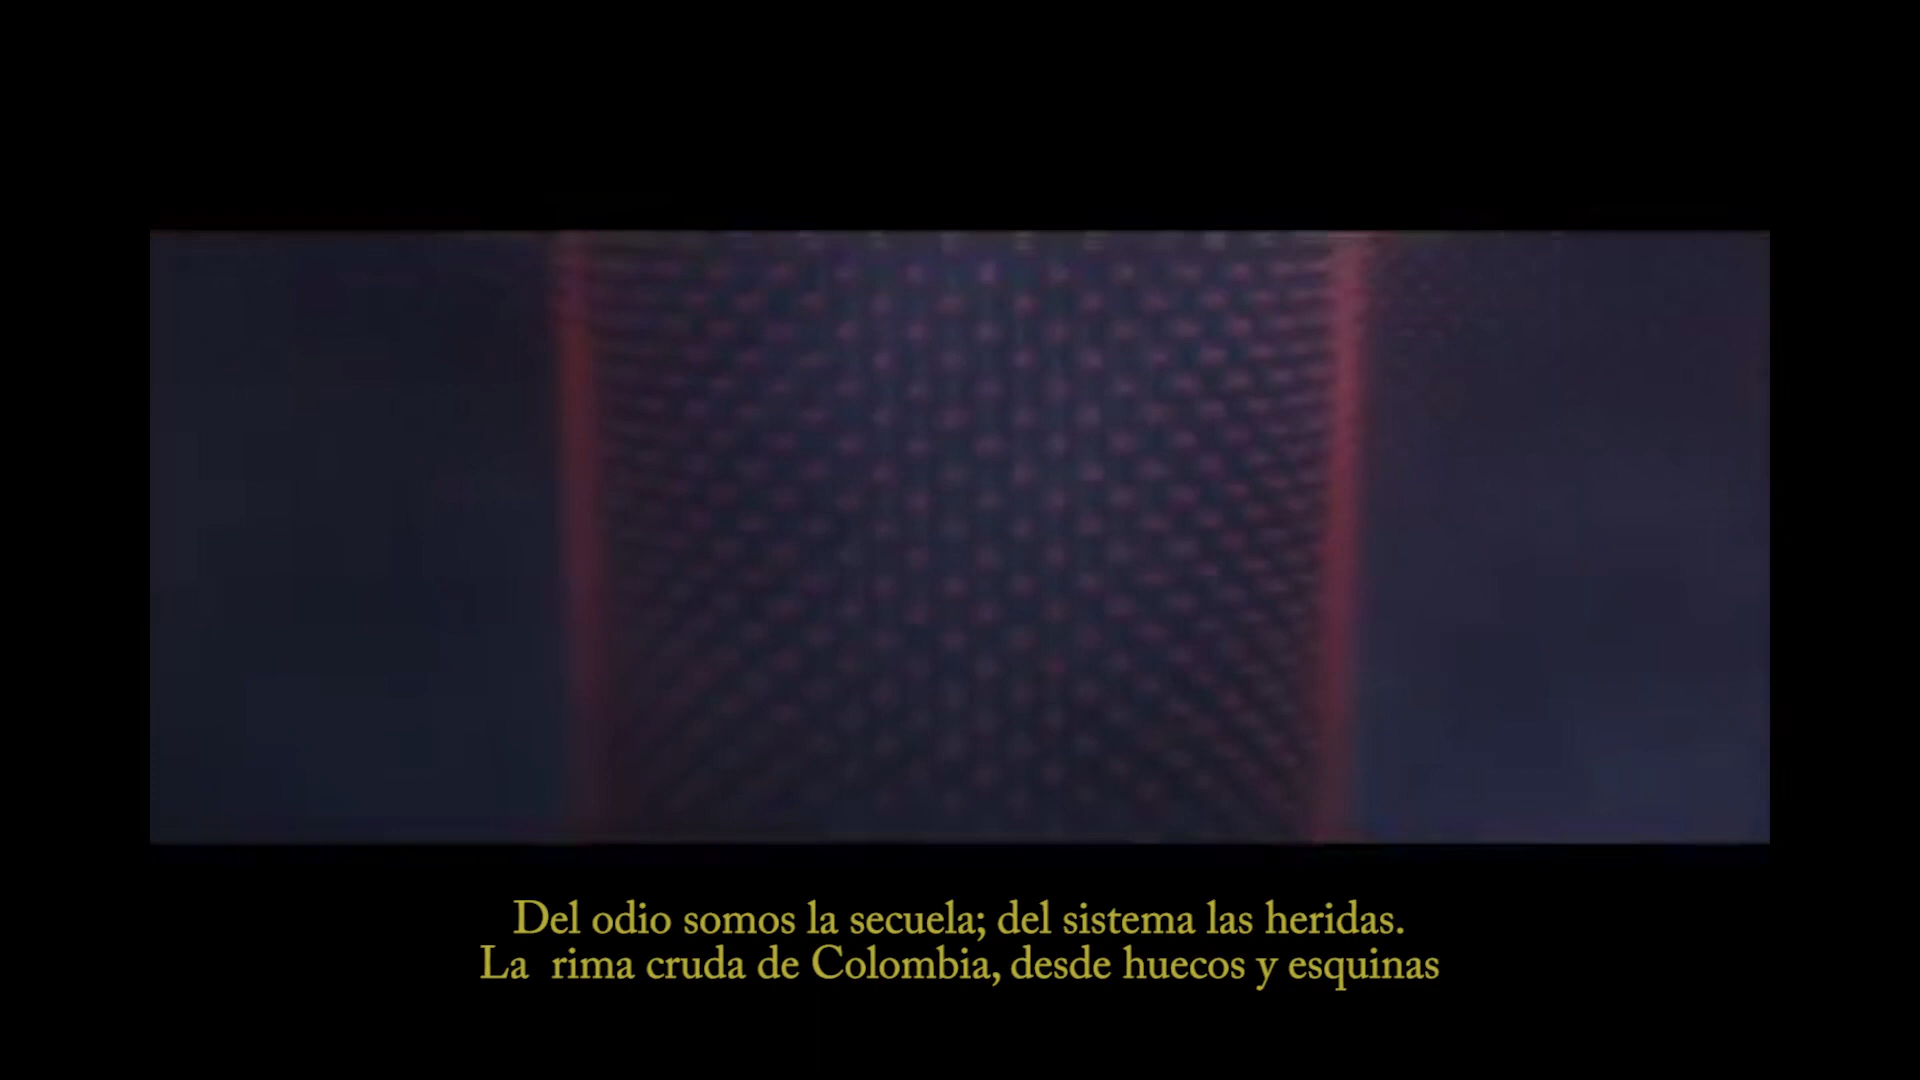 Del odio somos la secuela; del sistema las heridas.
La  rima cruda de Colombia, desde huecos y esquinas